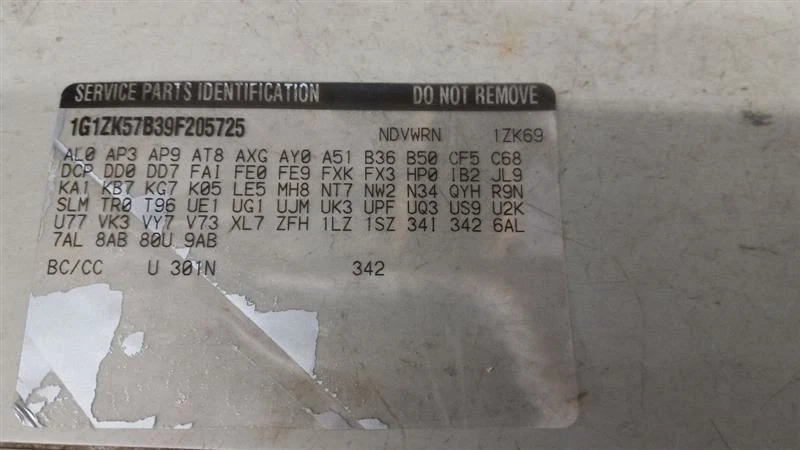 SERVICE PARTS IDENTIFICATION DO NOT REMOVE
1G1ZK57B39F205725 NDVWRN 1ZK69
AL0 AP3 AP9 AT8 AXG AY0 A51 B36 B50 CF5 C68
DCP DD0 DD7 FAI FE0 FE9 FXK FX3 HP0 IB2 JL9
KA1 KB7 KG7 K05 LE5 MH8 NT7 NW2 N34 QYH R9N
SLM TR0 T96 UE1 UG1 UJM UK3 UPF UQ3 US9 U2K
U77 VK3 VY7 V73 XL7 ZFH 1LZ 1SZ 34I 342 6AL
7AL 8AB 80U 9AB
BC/CC U 301N 342